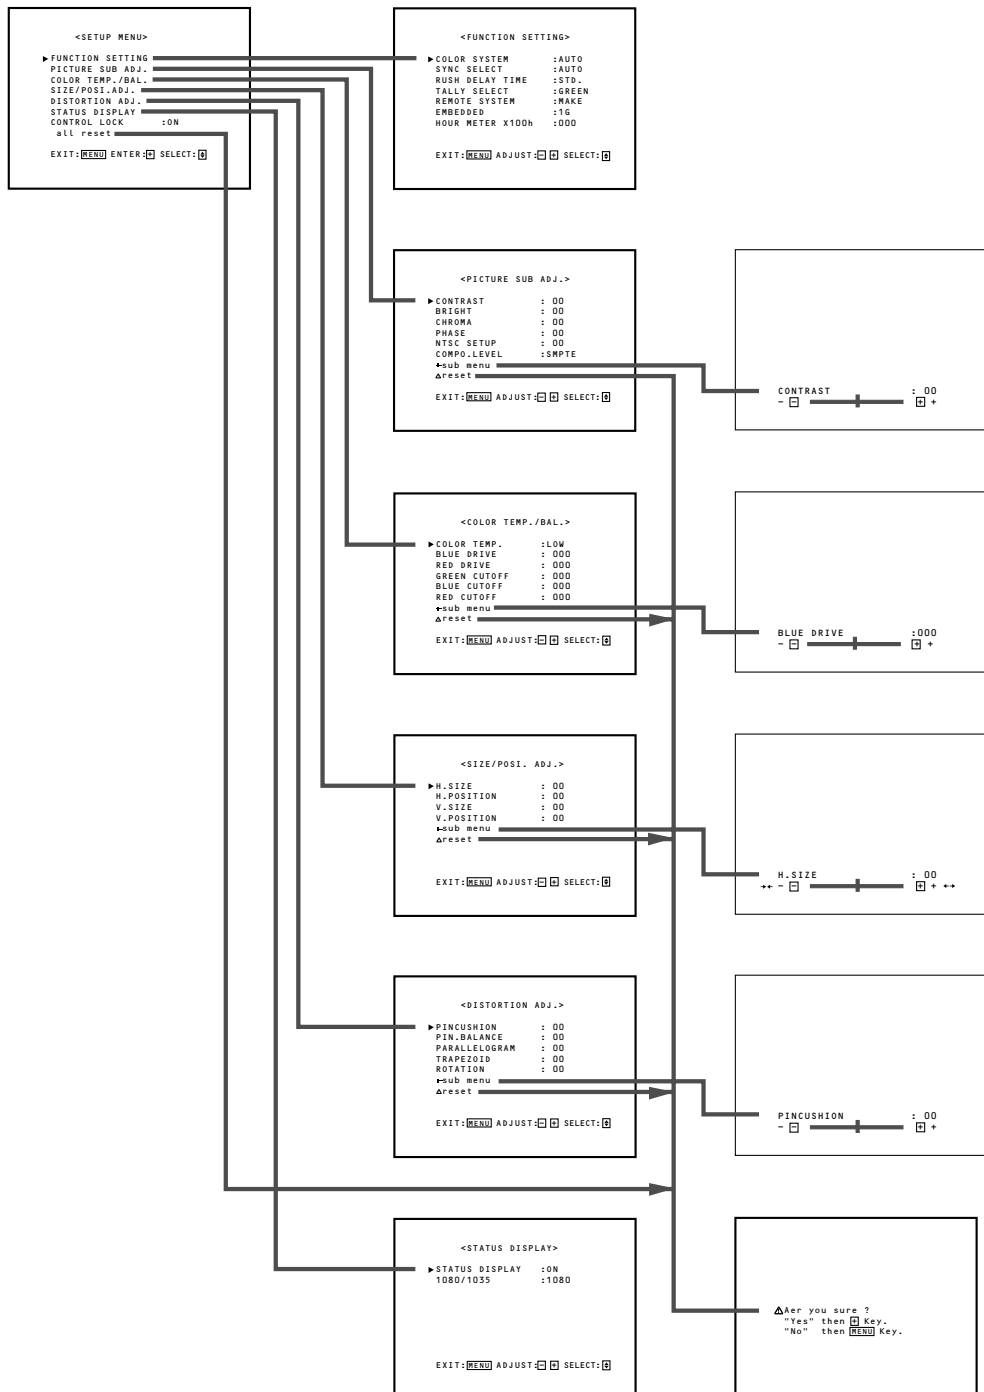 <SETUP MENU>
▶FUNCTION SETTING
PICTURE SUB ADJ.
COLOR TEMP./BAL.
SIZE/POSI.ADJ.
DISTORTION ADJ.
STATUS DISPLAY
CONTROL LOCK :ON
all reset
EXIT:MENU ENTER:+ SELECT:
<FUNCTION SETTING>
▶COLOR SYSTEM :AUTO
SYNC SELECT :AUTO
RUSH DELAY TIME :STD.
TALLY SELECT :GREEN
REMOTE SYSTEM :MAKE
EMBEDDED :1G
HOUR METER X100h :000
EXIT:MENU ADJUST:- + SELECT:
<PICTURE SUB ADJ.>
▶CONTRAST : 00
BRIGHT : 00
CHROMA : 00
PHASE : 00
NTSC SETUP : 00
COMPO.LEVEL :SMPTE
sub menu
reset
EXIT:MENU ADJUST:- + SELECT:
CONTRAST : 00
- - + +
<COLOR TEMP./BAL.>
▶COLOR TEMP. :LOW
BLUE DRIVE : 000
RED DRIVE : 000
GREEN CUTOFF : 000
BLUE CUTOFF : 000
RED CUTOFF : 000
sub menu
reset
EXIT:MENU ADJUST:- + SELECT:
BLUE DRIVE :000
- - + +
<SIZE/POSI. ADJ.>
▶H.SIZE : 00
H.POSITION : 00
V.SIZE : 00
V.POSITION : 00
sub menu
reset
EXIT:MENU ADJUST:- + SELECT:
H.SIZE : 00
→← - - + + ↔
<DISTORTION ADJ.>
▶PINCUSHION : 00
PIN.BALANCE : 00
PARALLELOGRAM : 00
TRAPEZOID : 00
ROTATION : 00
sub menu
reset
EXIT:MENU ADJUST:- + SELECT:
PINCUSHION : 00
- - + +
<STATUS DISPLAY>
▶STATUS DISPLAY :ON
1080/1035 :1080
EXIT:MENU ADJUST:- + SELECT:
⚠Aer you sure ?
"Yes" then + Key.
"No" then MENU Key.